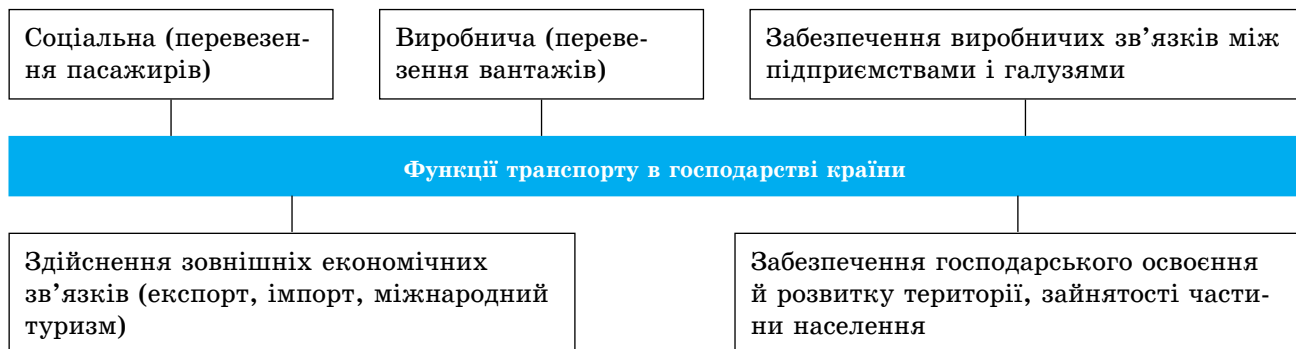 Соціальна (перевезен-
ня пасажирів)
Виробнича (переве-
зення вантажів)
Забезпечення виробничих зв’язків між
підприємствами і галузями
Функції транспорту в господарстві країни
Здійснення зовнішніх економічних
зв’язків (експорт, імпорт, міжнародний
туризм)
Забезпечення господарського освоєння
й розвитку території, зайнятості части-
ни населення